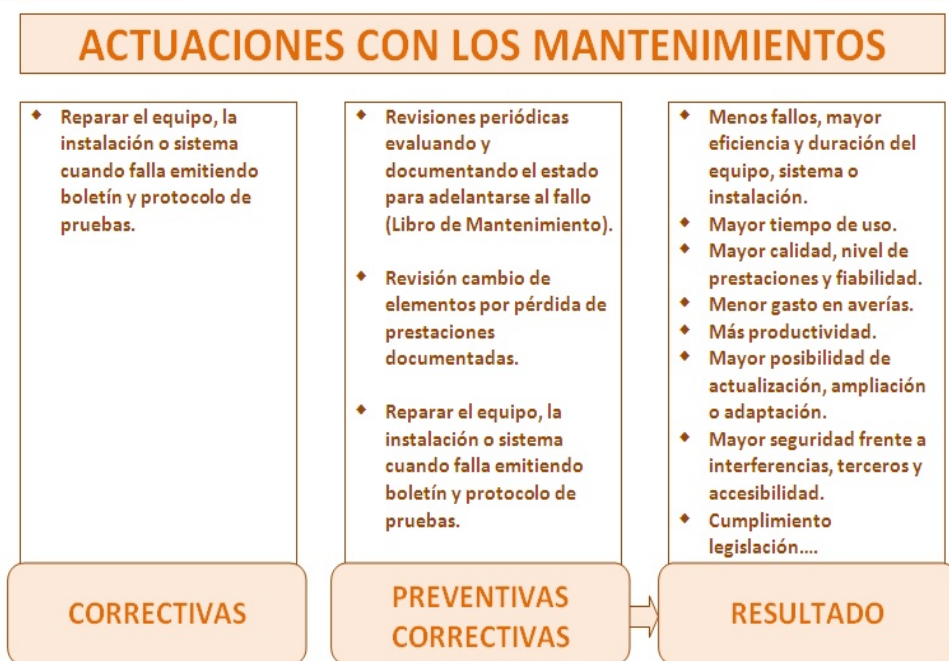 ACTUACIONES CON LOS MANTENIMIENTOS
Reparar el equipo, la
instalación o sistema
cuando falla emitiendo
boletín y protocolo de
pruebas.
CORRECTIVAS
Revisiones periódicas
evaluando y
documentando el estado
para adelantarse al fallo
(Libro de Mantenimiento).
Revisión cambio de
elementos por pérdida de
prestaciones
documentadas.
Reparar el equipo, la
instalación o sistema
cuando falla emitiendo
boletín y protocolo de
pruebas.
PREVENTIVAS
CORRECTIVAS
Menos fallos, mayor
eficiencia y duración del
equipo, sistema o
instalación.
Mayor tiempo de uso.
Mayor calidad, nivel de
prestaciones y fiabilidad.
Menor gasto en averías.
Más productividad.
Mayor posibilidad de
actualización, ampliación
o adaptación.
Mayor seguridad frente a
interferencias, terceros y
accesibilidad.
Cumplimiento
legislación....
RESULTADO